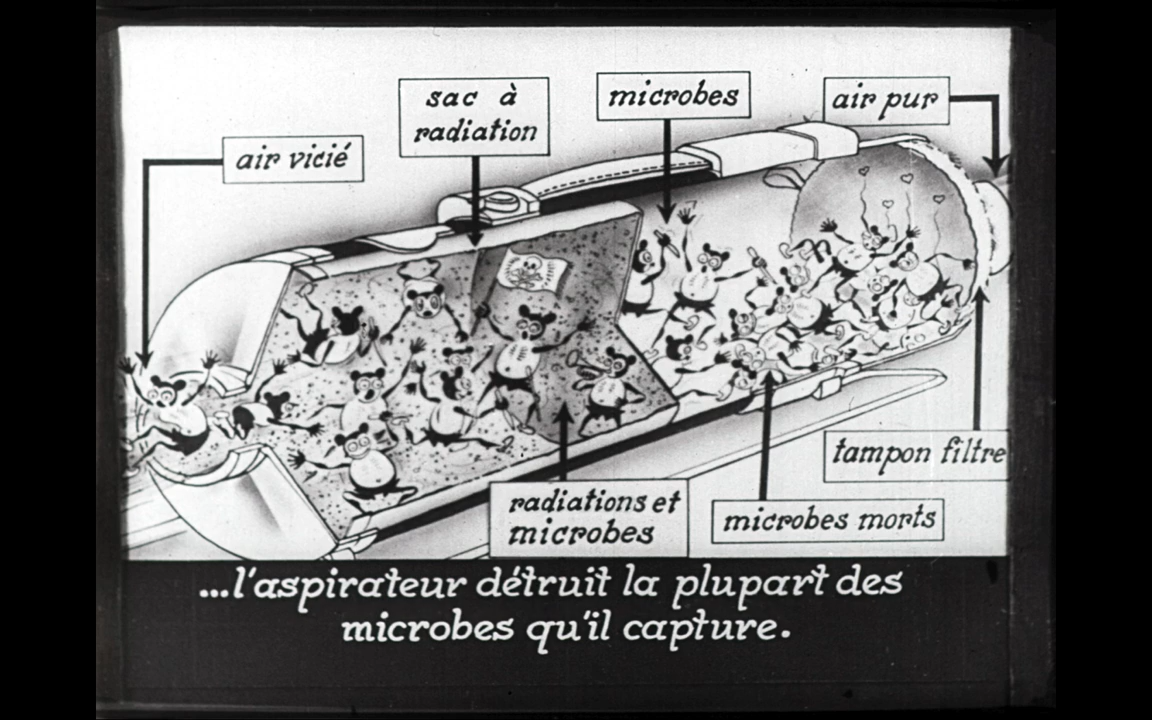 air vicié
sac à
radiation
microbes
air pur
tampon filtre
radiations et
microbes
microbes morts
...l'aspirateur détruit la plupart des
microbes qu'il capture.